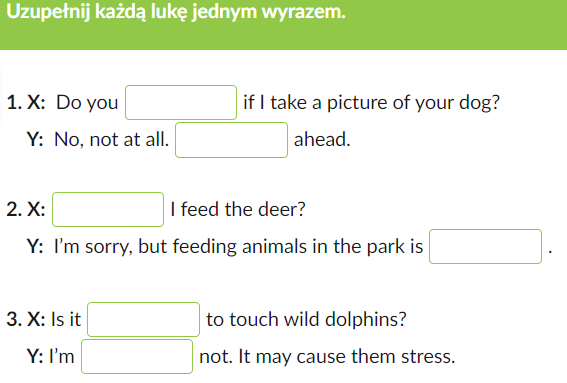 Uzupełnij każdą lukę jednym wyrazem.
1. X: Do you if I take a picture of your dog?
Y: No, not at all. ahead.
2. X: I feed the deer?
Y: I'm sorry, but feeding animals in the park is .
3. X: Is it to touch wild dolphins?
Y: I'm not. It may cause them stress.